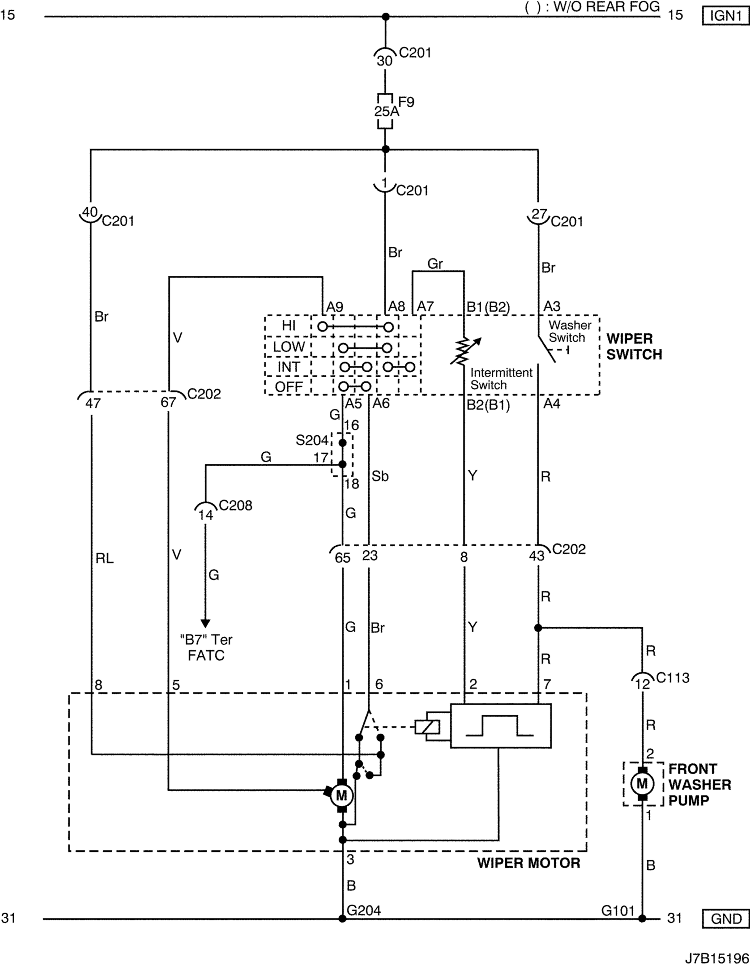 ( ) : W/O REAR FOG
15
15 IGN1
30 C201
F9
25A
40 C201
1 C201
27 C201
Br
Gr
Br
Br
V
A9 A8 A7 B1(B2) A3
HI
LOW
INT
OFF
Washer
Switch
Intermittent
Switch
WIPER
SWITCH
A5 A6 B2(B1) A4
47 67 C202
G
16
S204
17
18
G
G
Sb
Y
R
14 C208
G
65 23 8 43 C202
RL
V
"B7" Ter
FATC
G
Br
Y
R
R
R
12 C113
R
8 5 1 6 2 7
M
2
M
1
FRONT
WASHER
PUMP
3
WIPER MOTOR
B
B
31 G204 G101 31 GND
J7B15196